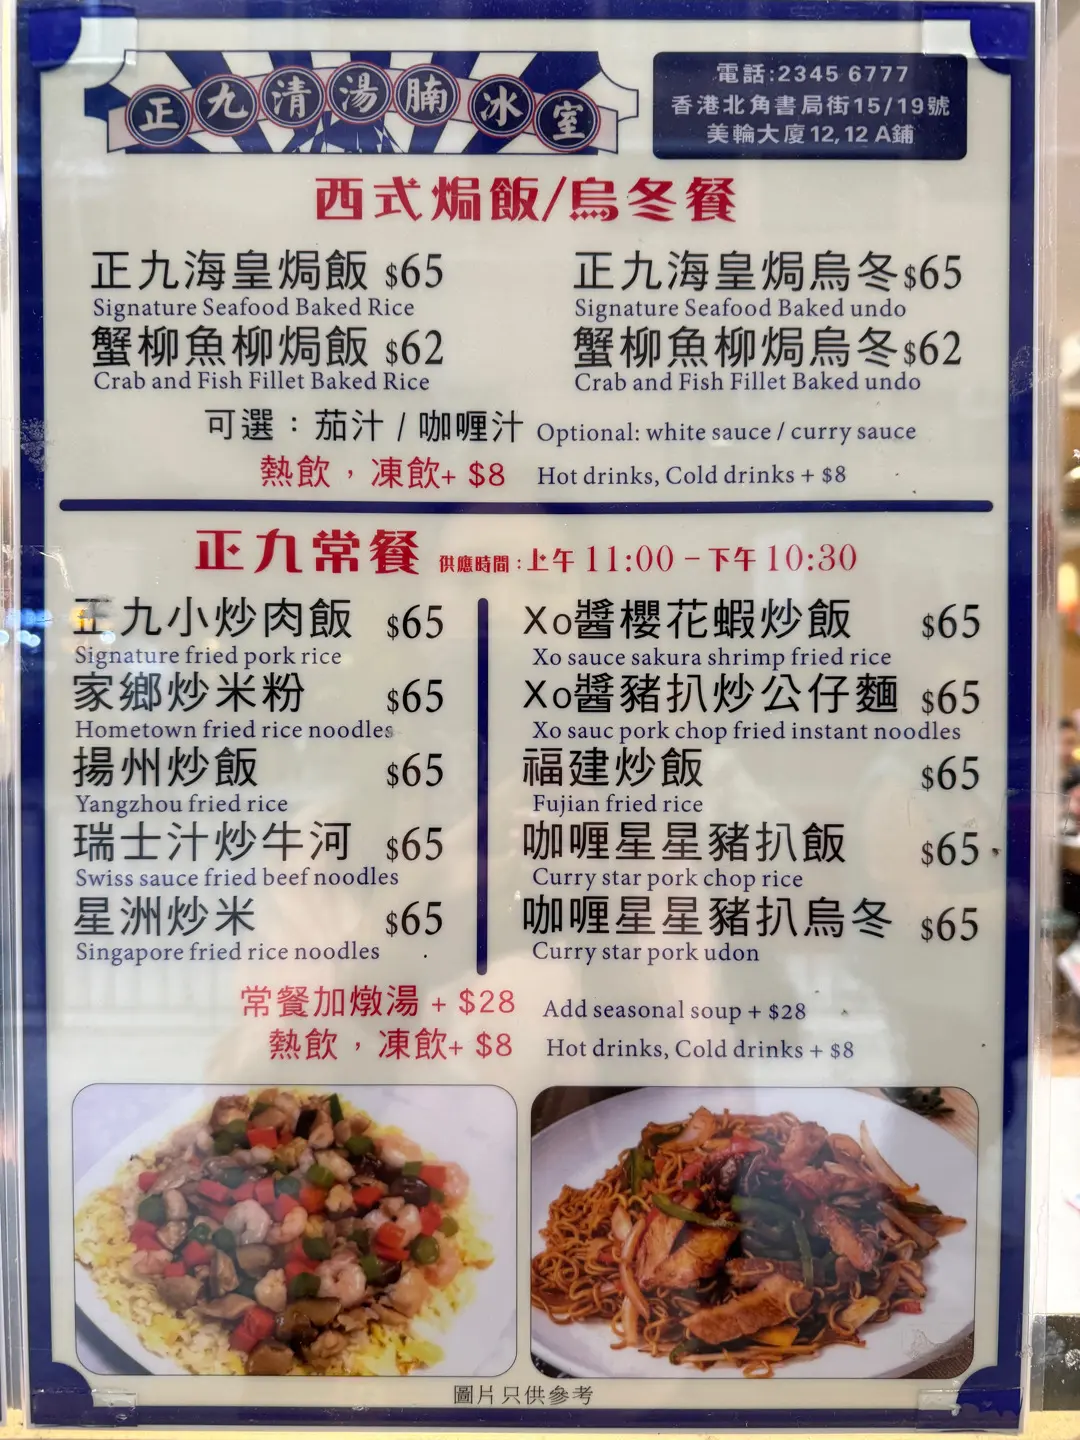 正九清湯腩冰室
電話:2345 6777
香港北角書局街15/19號
美輪大廈12,12 A鋪
西式焗飯/烏冬餐
正九海皇焗飯 $65
Signature Seafood Baked Rice
正九海皇焗烏冬 $65
Signature Seafood Baked undo
蟹柳魚柳焗飯 $62
Crab and Fish Fillet Baked Rice
蟹柳魚柳焗烏冬 $62
Crab and Fish Fillet Baked undo
可選：茄汁 / 咖喱汁 Optional: white sauce / curry sauce
熱飲，凍飲+ $8 Hot drinks, Cold drinks + $8
正九常餐 供應時間：上午 11:00 - 下午 10:30
正九小炒肉飯 $65
Signature fried pork rice
家鄉炒米粉 $65
Hometown fried rice noodles
揚州炒飯 $65
Yangzhou fried rice
瑞士汁炒牛河 $65
Swiss sauce fried beef noodles
星洲炒米 $65
Singapore fried rice noodles
Xo醬櫻花蝦炒飯 $65
Xo sauce sakura shrimp fried rice
Xo醬豬扒炒公仔麵 $65
Xo sauc pork chop fried instant noodles
福建炒飯 $65
Fujian fried rice
咖喱星星豬扒飯 $65
Curry star pork chop rice
咖喱星星豬扒烏冬 $65
Curry star pork udon
常餐加燉湯 + $28 Add seasonal soup + $28
熱飲，凍飲+ $8 Hot drinks, Cold drinks + $8
圖片只供參考